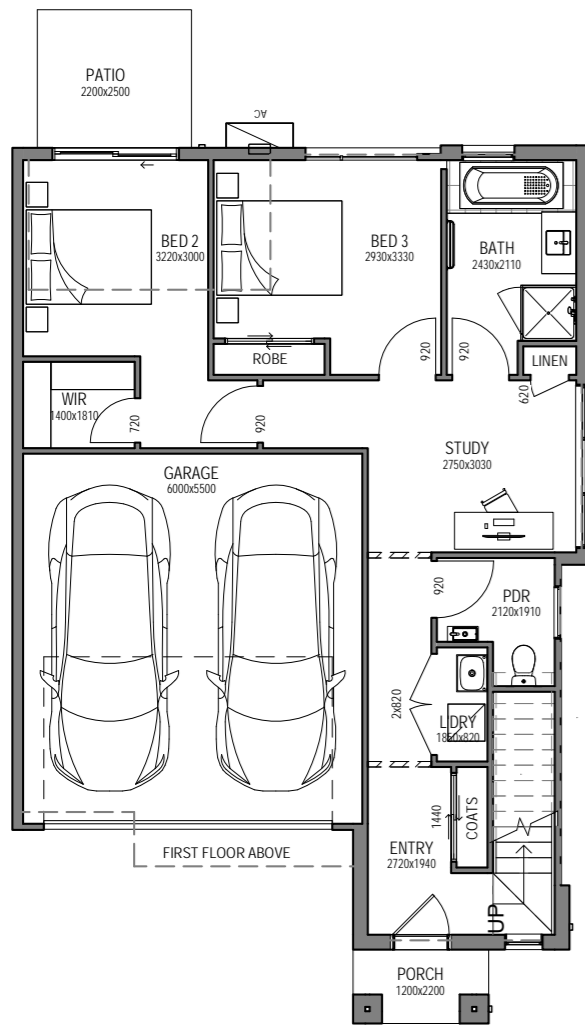 PATIO
2200x2500
AC
BED 2
3220x3000
BED 3
2930x3330
BATH
2430x2110
920
920
ROBE
LINEN
620
WIR
1400x1810
720
920
STUDY
2750x3030
GARAGE
6000x5500
920
PDR
2120x1910
2x820
L'DRY
1850x820
1440
COATS
ENTRY
2720x1940
FIRST FLOOR ABOVE
UP
PORCH
1200x2200